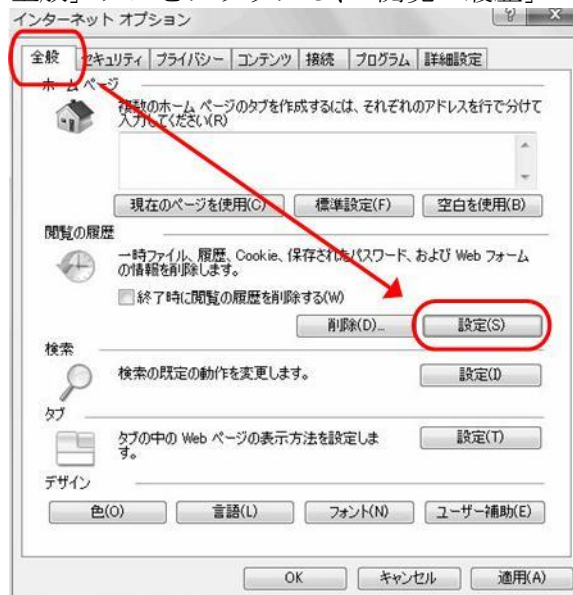 インターネット オプション
全般 セキュリティ プライバシー コンテンツ 接続 プログラム 詳細設定
ホーム ページ
複数のホーム ページのタブを作成するには、それぞれのアドレスを行で分けて
入力してください(R)
現在のページを使用(C) 標準設定(F) 空白を使用(B)
閲覧の履歴
一時ファイル、履歴、Cookie、保存されたパスワード、および Web フォーム
の情報を削除します。
終了時に閲覧の履歴を削除する(W)
削除(D)... 設定(S)
検索
検索の既定の動作を変更します。 設定(I)
タブ
タブの中の Web ページの表示方法を設定しま 設定(T)
す。
デザイン
色(O) 言語(L) フォント(N) ユーザー補助(E)
OK キャンセル 適用(A)